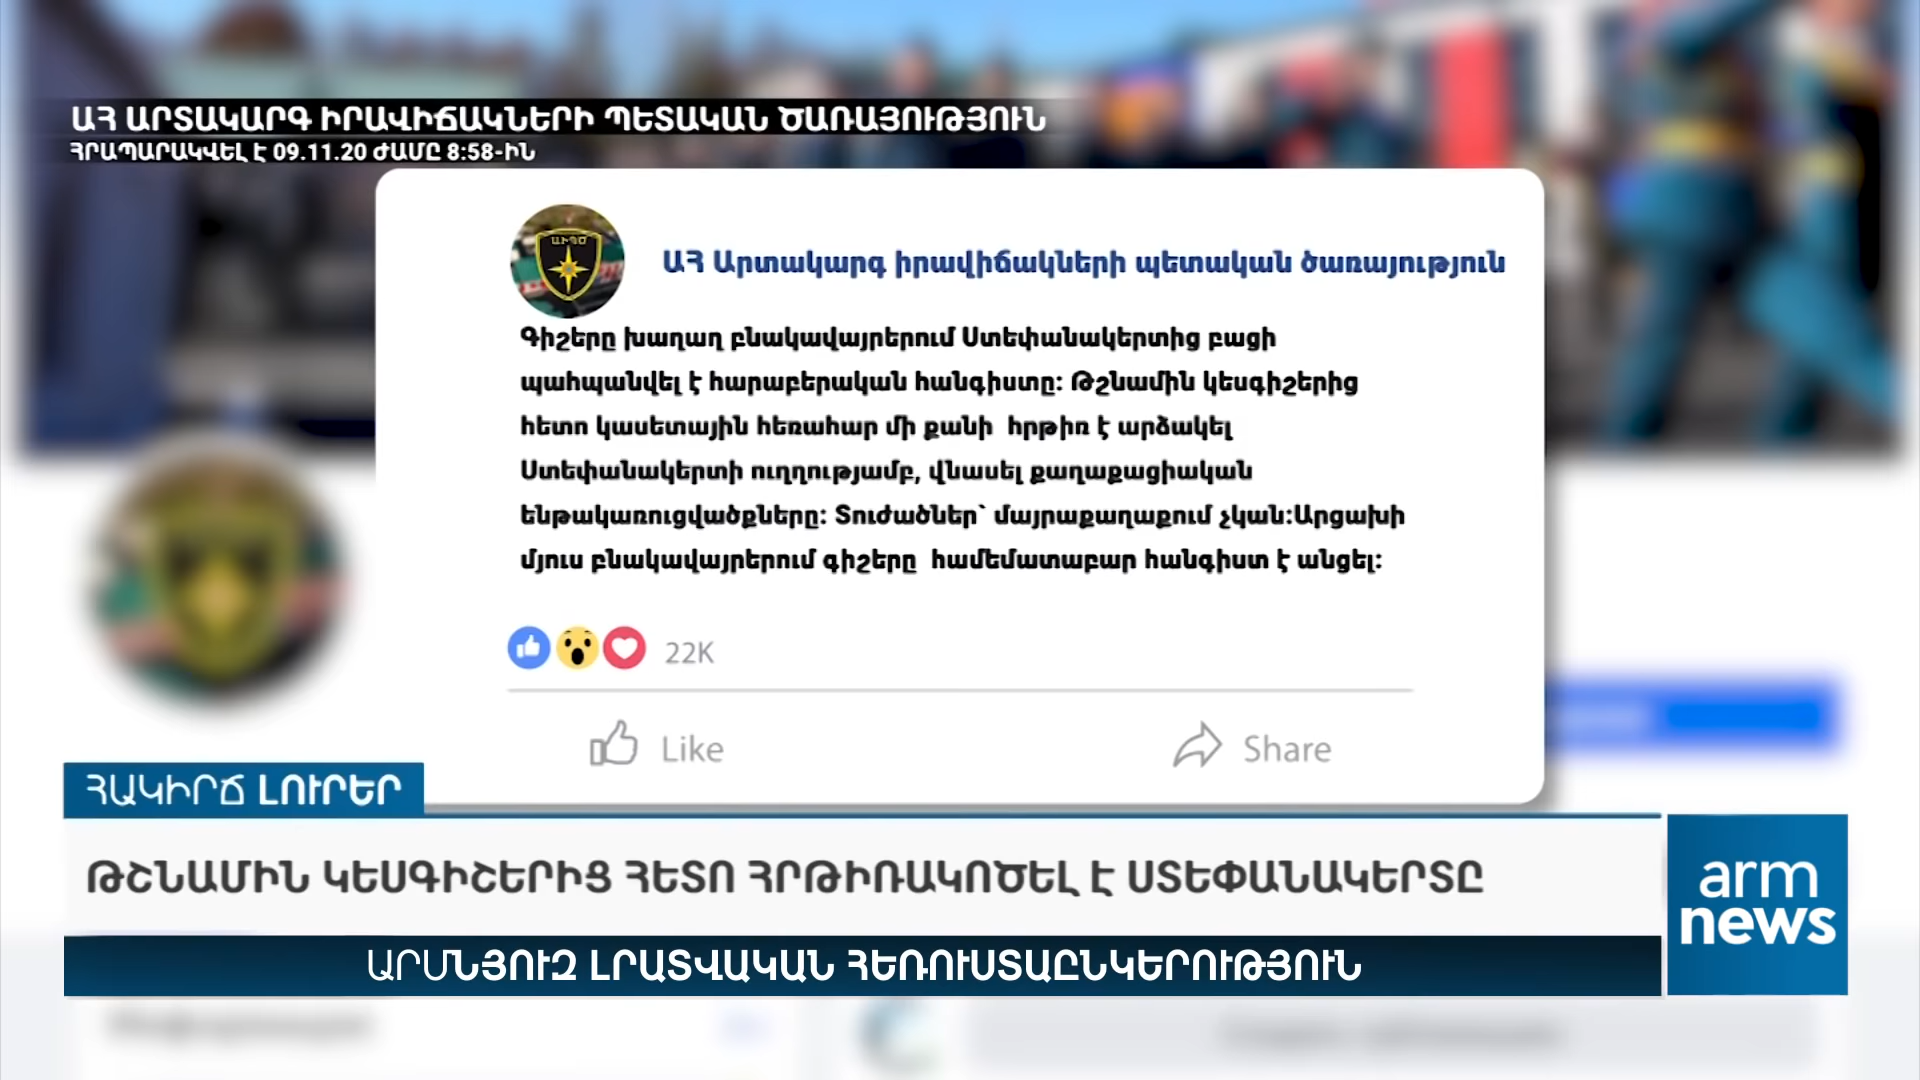 ԱՀ ԱՐՏԱԿԱՐԳ ԻՐԱՎԻՃԱԿՆԵՐԻ ՊԵՏԱԿԱՆ ԾԱՌԱՅՈՒԹՅՈՒՆ
ՀՐԱՊԱՐԱԿՎԵԼ Է 09.11.20 ԺԱՄԸ 8:58-ԻՆ
ԱԻՊԾ
ԱՀ Արտակարգ իրավիճակների պետական ծառայություն
Գիշերը խաղաղ բնակավայրերում Ստեփանակերտից բացի
պահպանվել է հարաբերական հանգիստը: Թշնամին կեսգիշերից
հետո կասետային հեռահար մի քանի հրթիռ է արձակել
Ստեփանակերտի ուղղությամբ, վնասել քաղաքացիական
ենթակառուցվածքները: Տուժածներ՝ մայրաքաղաքում չկան:Արցախի
մյուս բնակավայրերում գիշերը համեմատաբար հանգիստ է անցել:
22K
Like
Share
ՀԱԿԻՐՃ ԼՈՒՐԵՐ
ԹՇՆԱՄԻՆ ԿԵՍԳԻՇԵՐԻՑ ՀԵՏՈ ՀՐԹԻՌԱԿՈԾԵԼ Է ՍՏԵՓԱՆԱԿԵՐՏԸ
arm
news
ԱՐՄՆՅՈՒԶ ԼՐԱՏՎԱԿԱՆ ՀԵՌՈՒՍՏԱԸՆԿԵՐՈՒԹՅՈՒՆ